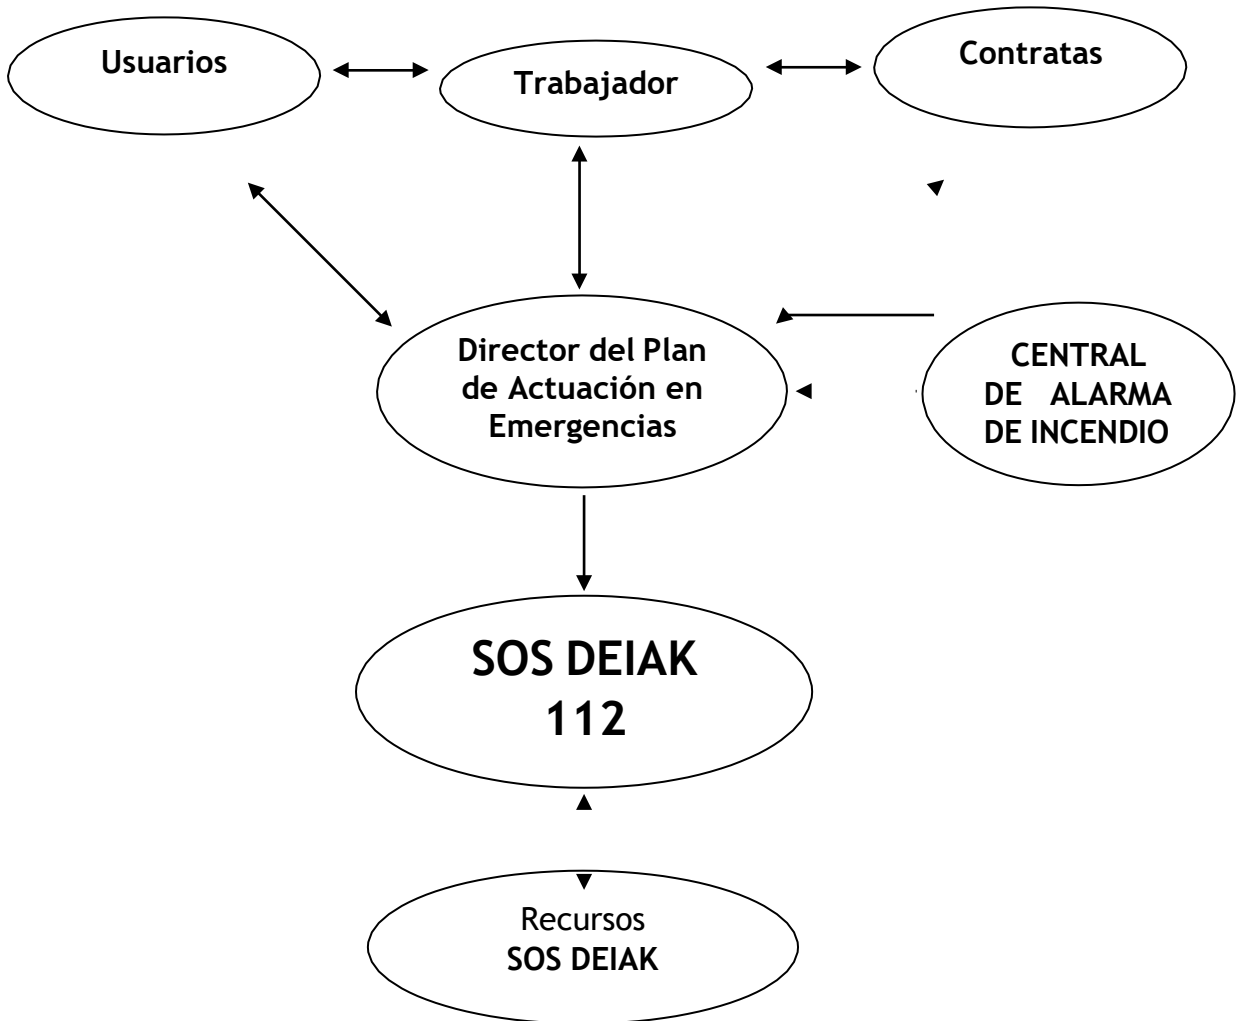 Usuarios
Trabajador
Contratas
Director del Plan
de Actuación en
Emergencias
CENTRAL
DE ALARMA
DE INCENDIO
SOS DEIAK
112
Recursos
SOS DEIAK